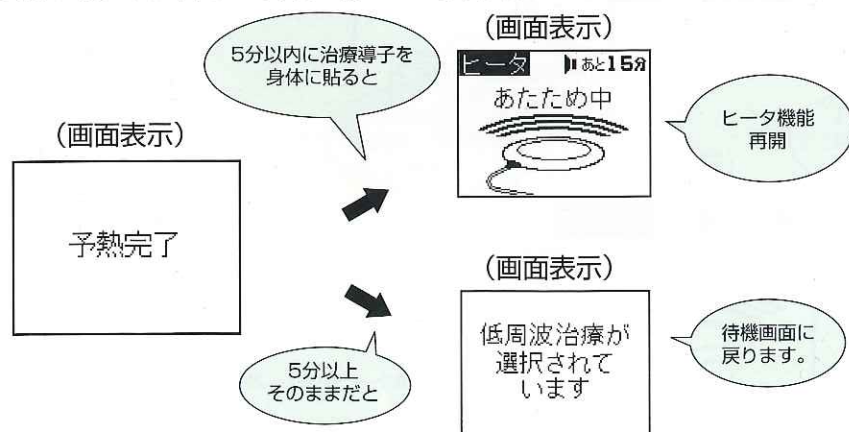 (画面表示)
予熱完了
5分以内に治療導子を
身体に貼ると
(画面表示)
ヒータ あと15分
あたため中
ヒータ機能
再開
5分以上
そのままだと
(画面表示)
低周波治療が
選択されて
います
待機画面に
戻ります。